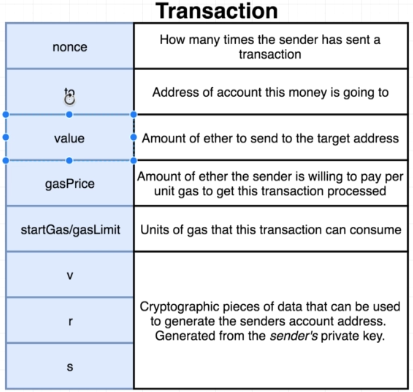 Transaction
nonce
How many times the sender has sent a
transaction
to
Address of account this money is going to
value
Amount of ether to send to the target address
gasPrice
Amount of ether the sender is willing to pay per
unit gas to get this transaction processed
startGas/gasLimit
Units of gas that this transaction can consume
v
r
s
Cryptographic pieces of data that can be used
to generate the senders account address.
Generated from the sender's private key.